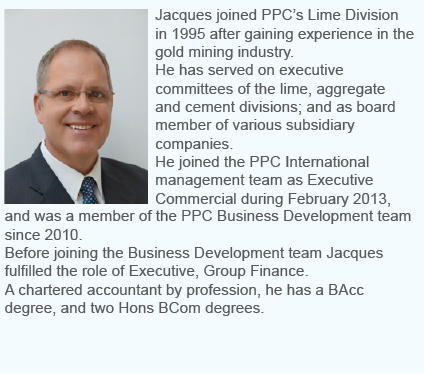 Jacques joined PPC’s Lime Division
in 1995 after gaining experience in the
gold mining industry.
He has served on executive
committees of the lime, aggregate
and cement divisions; and as board
member of various subsidiary
companies.
He joined the PPC International
management team as Executive
Commercial during February 2013,
and was a member of the PPC Business Development team
since 2010.
Before joining the Business Development team Jacques
fulfilled the role of Executive, Group Finance.
A chartered accountant by profession, he has a BAcc
degree, and two Hons BCom degrees.